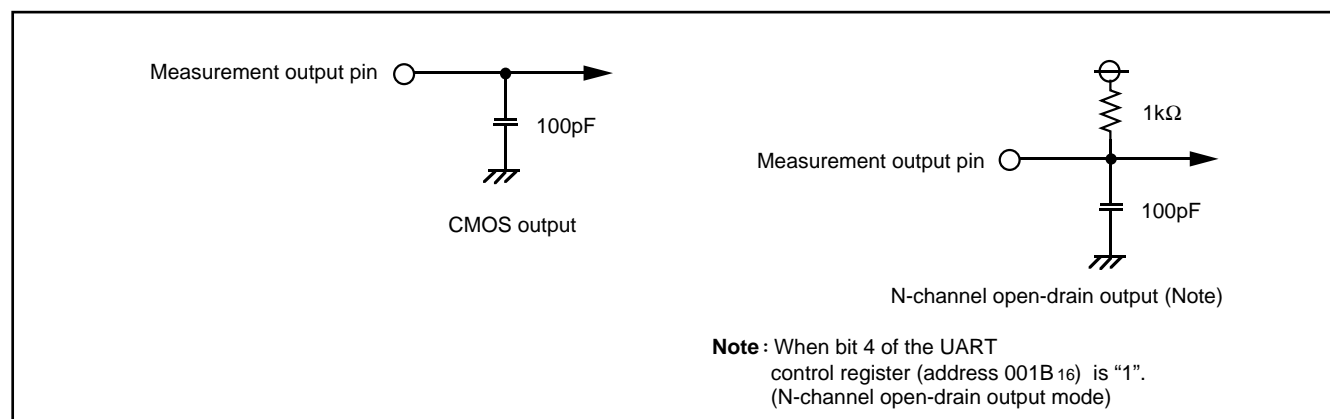 Measurement output pin
100pF
CMOS output
1kΩ
Measurement output pin
100pF
N-channel open-drain output (Note)
Note : When bit 4 of the UART
control register (address 001B16) is “1”.
(N-channel open-drain output mode)